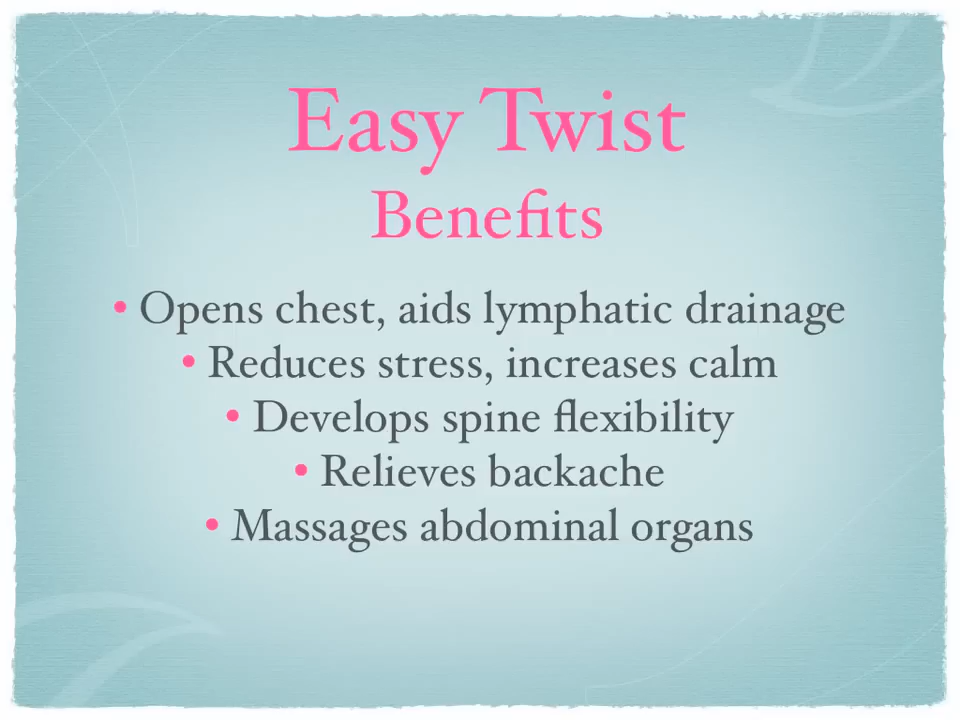 Easy Twist
Benefits
• Opens chest, aids lymphatic drainage
• Reduces stress, increases calm
• Develops spine flexibility
• Relieves backache
• Massages abdominal organs